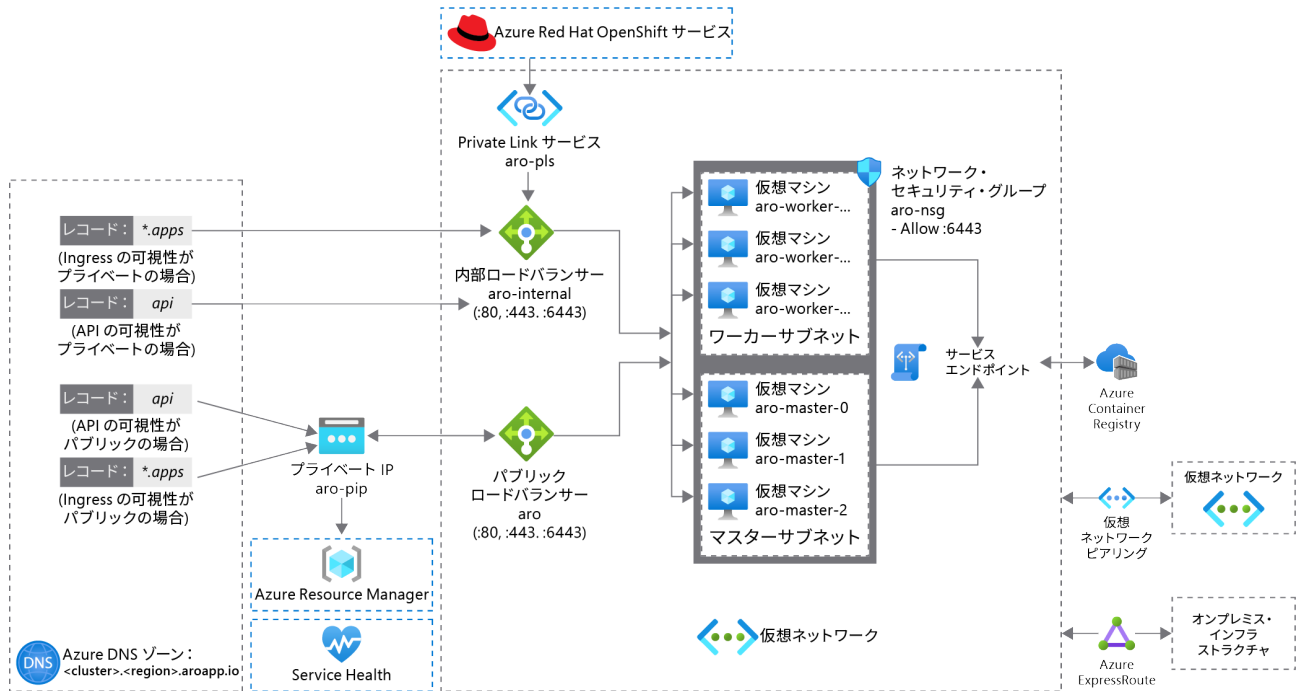 Azure Red Hat OpenShift サービス
Private Link サービス
aro-pls
レコード： *.apps
(Ingress の可視性が
プライベートの場合)
レコード： api
(API の可視性が
プライベートの場合)
レコード： api
(API の可視性が
パブリックの場合)
レコード： *.apps
(Ingress の可視性が
パブリックの場合)
DNS
Azure DNS ゾーン：
<cluster>.<region>.aroapp.io
プライベート IP
aro-pip
Azure Resource Manager
Service Health
内部ロードバランサー
aro-internal
(:80, :443. :6443)
パブリック
ロードバランサー
aro
(:80, :443. :6443)
仮想マシン
aro-worker-...
仮想マシン
aro-worker-...
仮想マシン
aro-worker-...
ワーカーサブネット
仮想マシン
aro-master-0
仮想マシン
aro-master-1
仮想マシン
aro-master-2
マスターサブネット
ネットワーク・
セキュリティ・グループ
aro-nsg
- Allow :6443
サービス
エンドポイント
仮想ネットワーク
Azure
Container
Registry
仮想
ネットワーク
ピアリング
仮想ネットワーク
Azure
ExpressRoute
オンプレミス・
インフラ
ストラクチャ